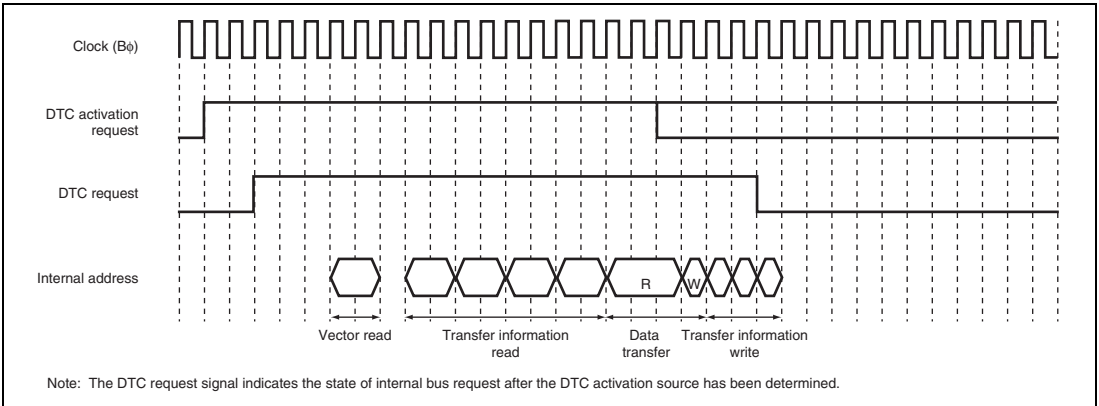 Clock (Bφ)
DTC activation
request
DTC request
Internal address
R
W
Vector read
Transfer information
read
Data
transfer
Transfer information
write
Note: The DTC request signal indicates the state of internal bus request after the DTC activation source has been determined.